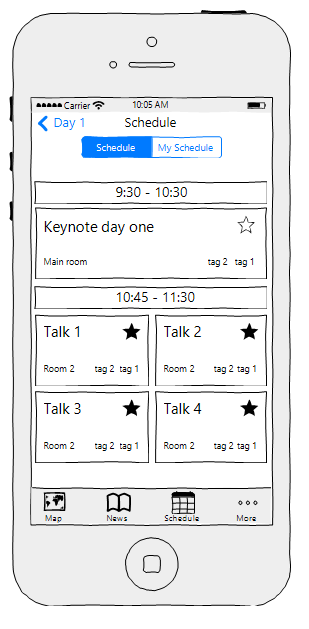 Carrier 10:05 AM
Day 1 Schedule
Schedule My Schedule
9:30 - 10:30
Keynote day one
Main room tag 2 tag 1
10:45 - 11:30
Talk 1 Talk 2
Room 2 tag 2 tag 1 Room 2 tag 2 tag 1
Talk 3 Talk 4
Room 2 tag 2 tag 1 Room 2 tag 2 tag 1
Map News Schedule More